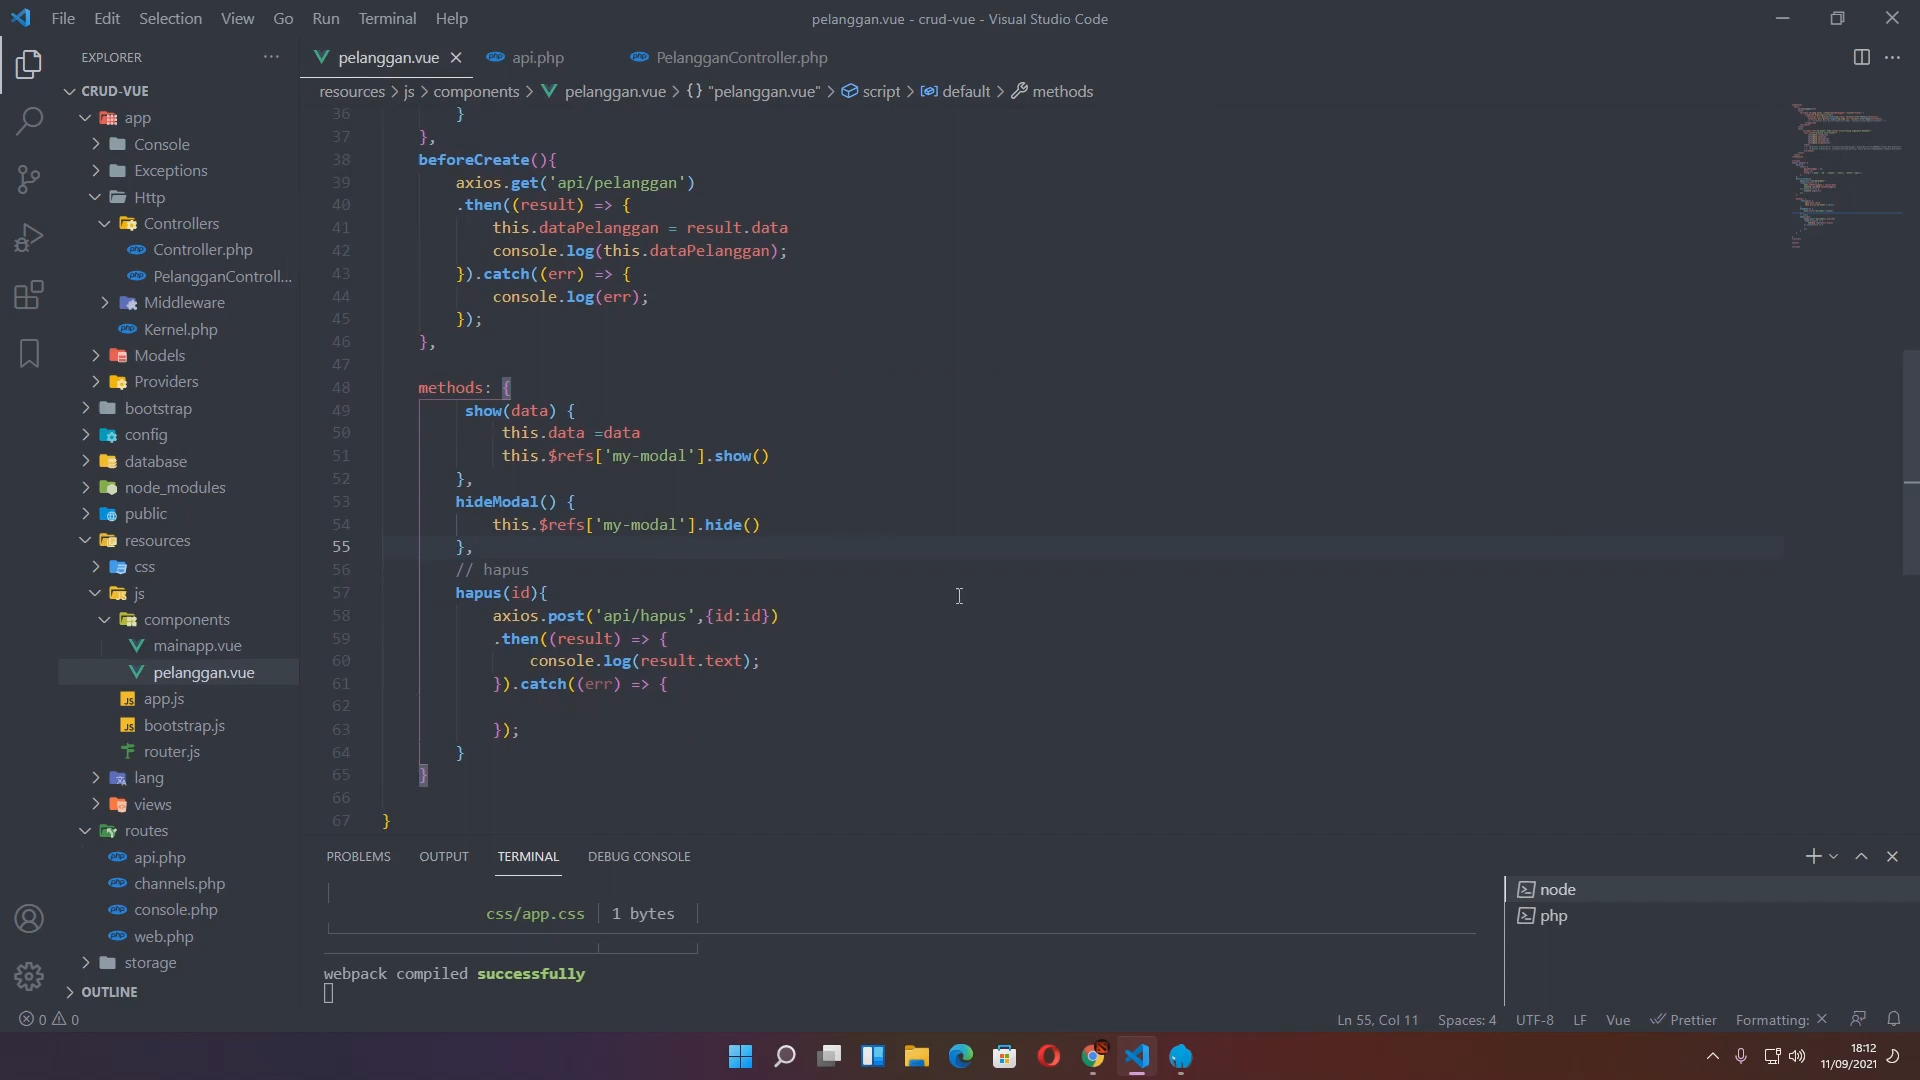 File Edit Selection View Go Run Terminal Help
pelanggan.vue - crud-vue - Visual Studio Code
EXPLORER
pelanggan.vue
api.php
PelangganController.php
CRUD-VUE
resources > js > components > pelanggan.vue > {} "pelanggan.vue" > script > default > methods
app
Console
Exceptions
Http
Controllers
Controller.php
PelangganControll...
Middleware
Kernel.php
Models
Providers
bootstrap
config
database
node_modules
public
resources
css
js
components
mainapp.vue
pelanggan.vue
app.js
bootstrap.js
router.js
lang
views
routes
api.php
channels.php
console.php
web.php
storage
OUTLINE
36 }
37 },
38 beforeCreate(){
39 axios.get('api/pelanggan')
40 .then((result) => {
41 this.dataPelanggan = result.data
42 console.log(this.dataPelanggan);
43 }).catch((err) => {
44 console.log(err);
45 });
46 },
47
48 methods: {
49 show(data) {
50 this.data =data
51 this.$refs['my-modal'].show()
52 },
53 hideModal() {
54 this.$refs['my-modal'].hide()
55 },
56 // hapus
57 hapus(id){
58 axios.post('api/hapus',{id:id})
59 .then((result) => {
60 console.log(result.text);
61 }).catch((err) => {
62
63 });
64 }
65 }
66
67 }
PROBLEMS OUTPUT TERMINAL DEBUG CONSOLE
css/app.css 1 bytes
webpack compiled successfully
node
php
0 0
Ln 55, Col 11 Spaces: 4 UTF-8 LF Vue Prettier Formatting: ×
18:12
11/09/2021